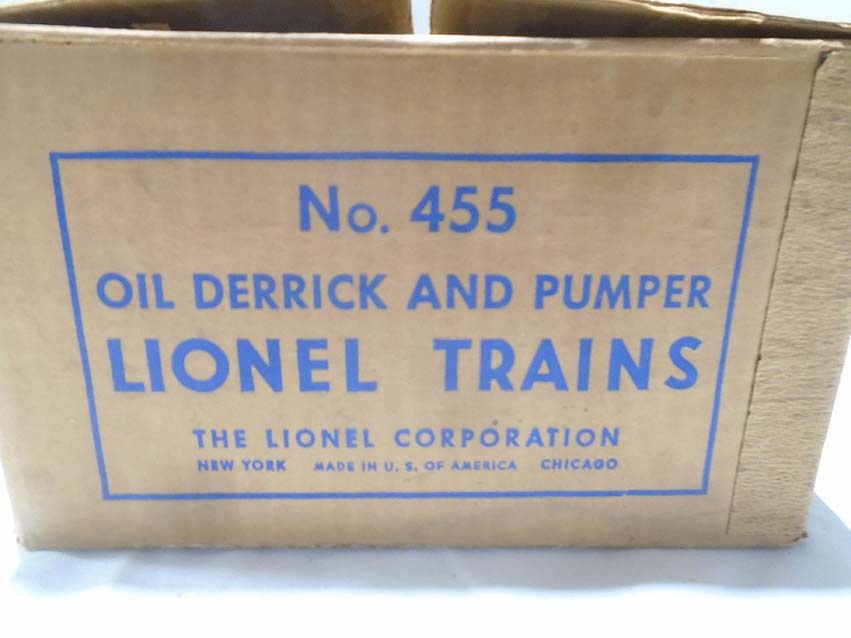 No. 455
OIL DERRICK AND PUMPER
LIONEL TRAINS
THE LIONEL CORPORATION
NEW YORK MADE IN U. S. OF AMERICA CHICAGO